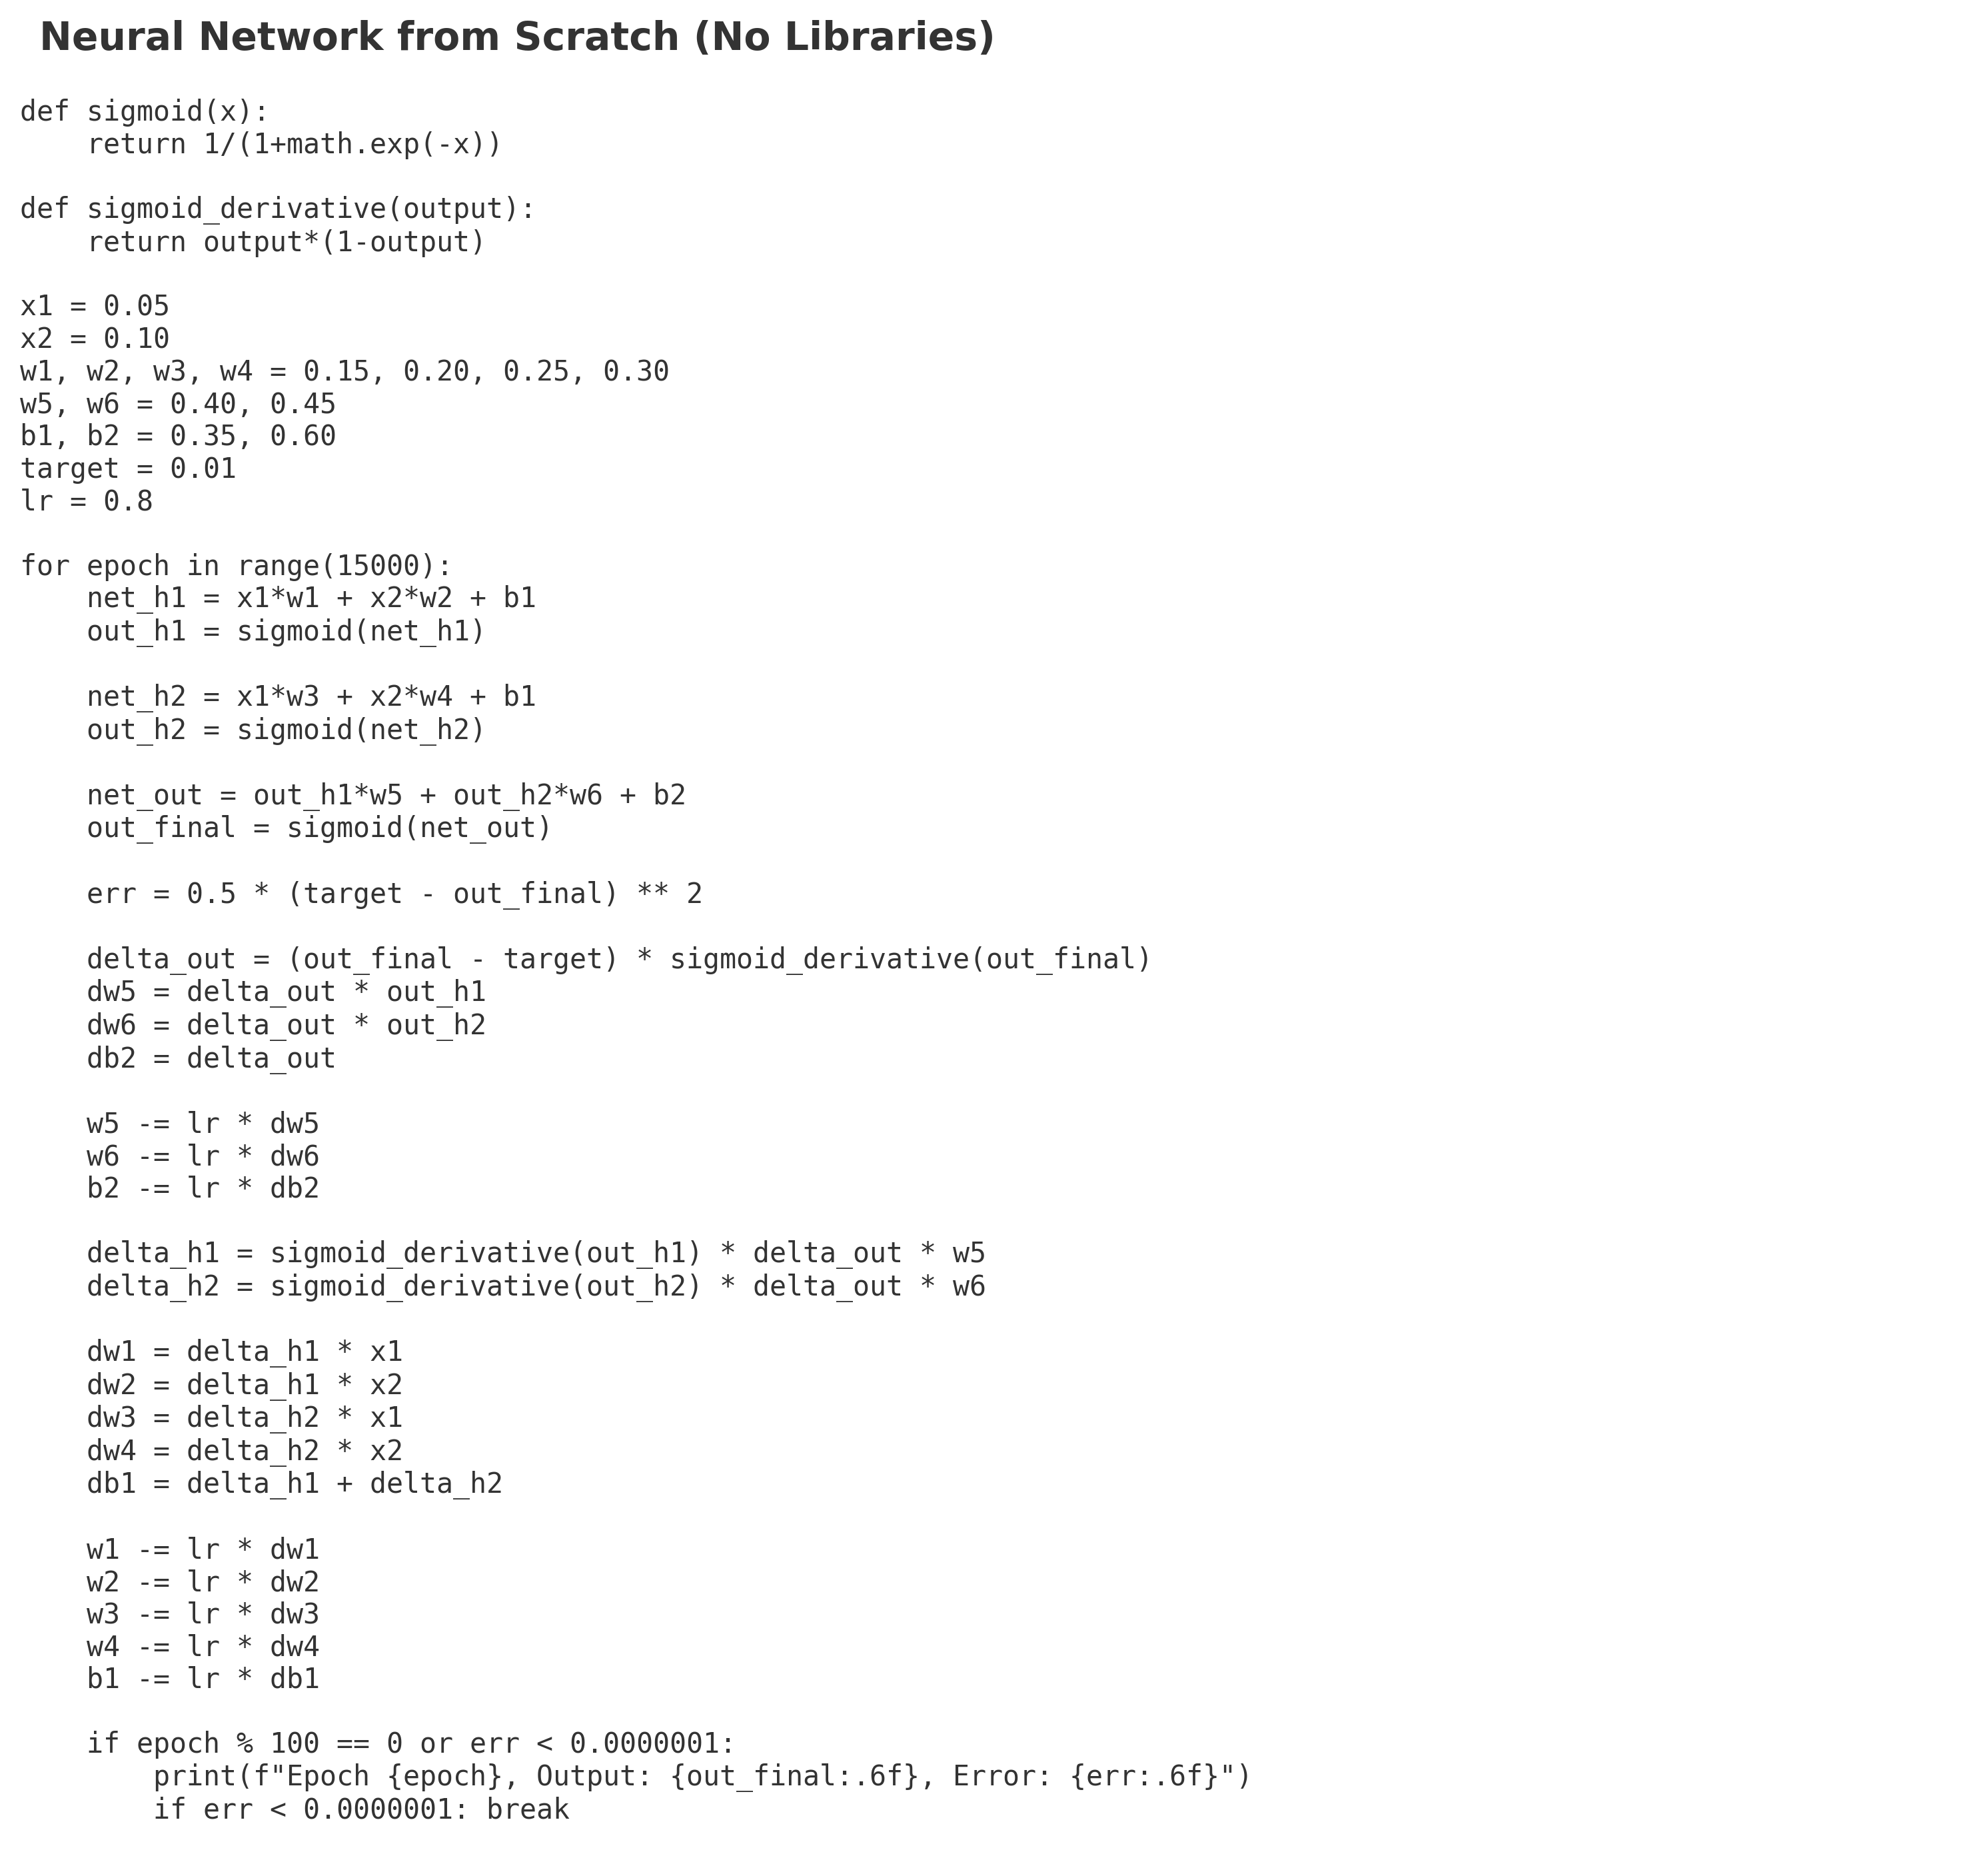 Neural Network from Scratch (No Libraries)
def sigmoid(x):
    return 1/(1+math.exp(-x))

def sigmoid_derivative(output):
    return output*(1-output)

x1 = 0.05
x2 = 0.10
w1, w2, w3, w4 = 0.15, 0.20, 0.25, 0.30
w5, w6 = 0.40, 0.45
b1, b2 = 0.35, 0.60
target = 0.01
lr = 0.8

for epoch in range(15000):
    net_h1 = x1*w1 + x2*w2 + b1
    out_h1 = sigmoid(net_h1)

    net_h2 = x1*w3 + x2*w4 + b1
    out_h2 = sigmoid(net_h2)

    net_out = out_h1*w5 + out_h2*w6 + b2
    out_final = sigmoid(net_out)

    err = 0.5 * (target - out_final) ** 2

    delta_out = (out_final - target) * sigmoid_derivative(out_final)
    dw5 = delta_out * out_h1
    dw6 = delta_out * out_h2
    db2 = delta_out

    w5 -= lr * dw5
    w6 -= lr * dw6
    b2 -= lr * db2

    delta_h1 = sigmoid_derivative(out_h1) * delta_out * w5
    delta_h2 = sigmoid_derivative(out_h2) * delta_out * w6

    dw1 = delta_h1 * x1
    dw2 = delta_h1 * x2
    dw3 = delta_h2 * x1
    dw4 = delta_h2 * x2
    db1 = delta_h1 + delta_h2

    w1 -= lr * dw1
    w2 -= lr * dw2
    w3 -= lr * dw3
    w4 -= lr * dw4
    b1 -= lr * db1

    if epoch % 100 == 0 or err < 0.0000001:
        print(f"Epoch {epoch}, Output: {out_final:.6f}, Error: {err:.6f}")
        if err < 0.0000001: break